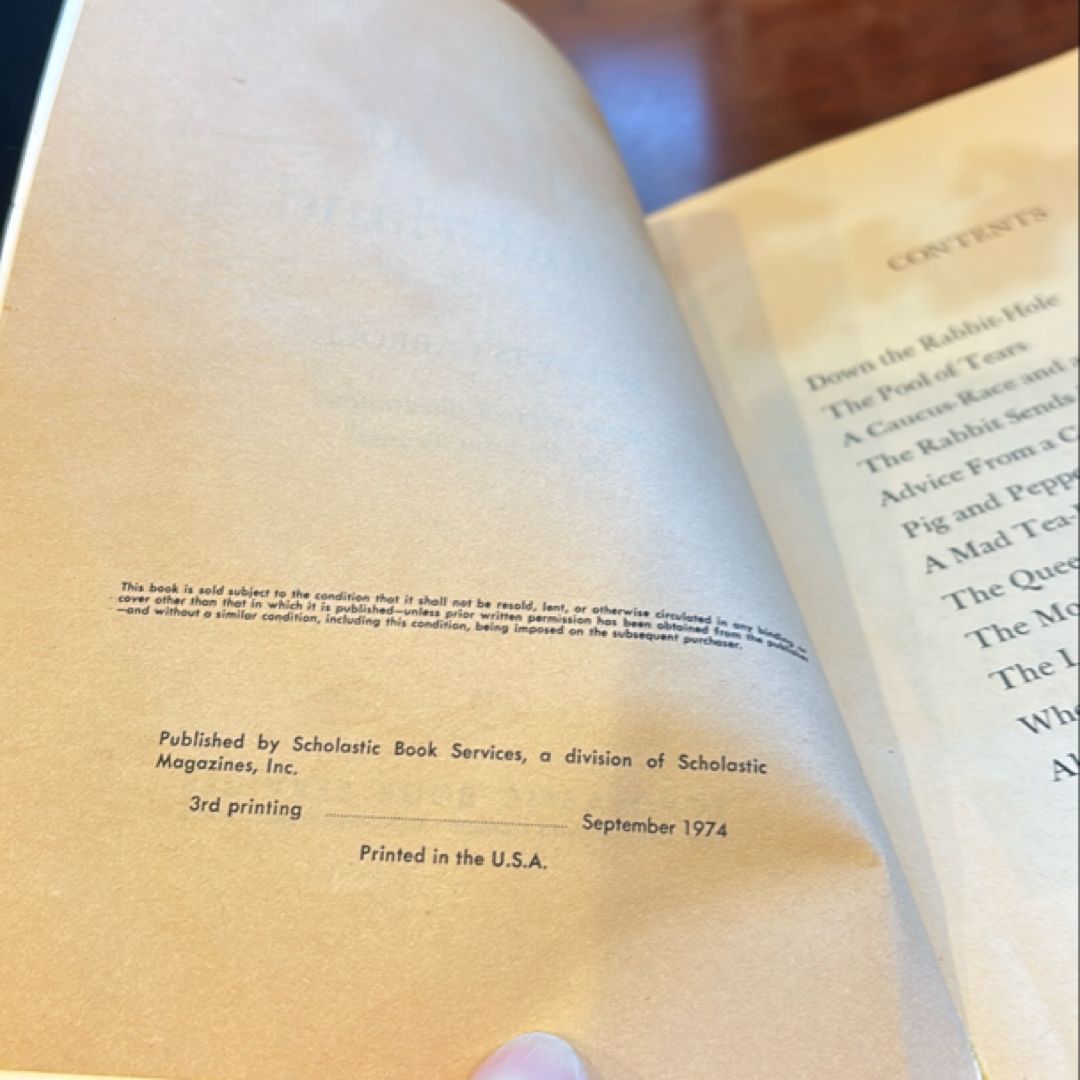 This book is sold subject to the condition that it shall not be resold, lent, or otherwise circulated in any binding or
cover other than that in which it is published—unless prior written permission has been obtained from the publisher
—and without a similar condition, including this condition, being imposed on the subsequent purchaser.
Published by Scholastic Book Services, a division of Scholastic
Magazines, Inc.
3rd printing ........................................ September 1974
Printed in the U.S.A.
CONTENTS
Down the Rabbit-Hole
The Pool of Tears
A Caucus-Race and a
The Rabbit Sends
Advice From a C
Pig and Peppe
A Mad Tea-
The Quee
The Mo
The L
Who
Al